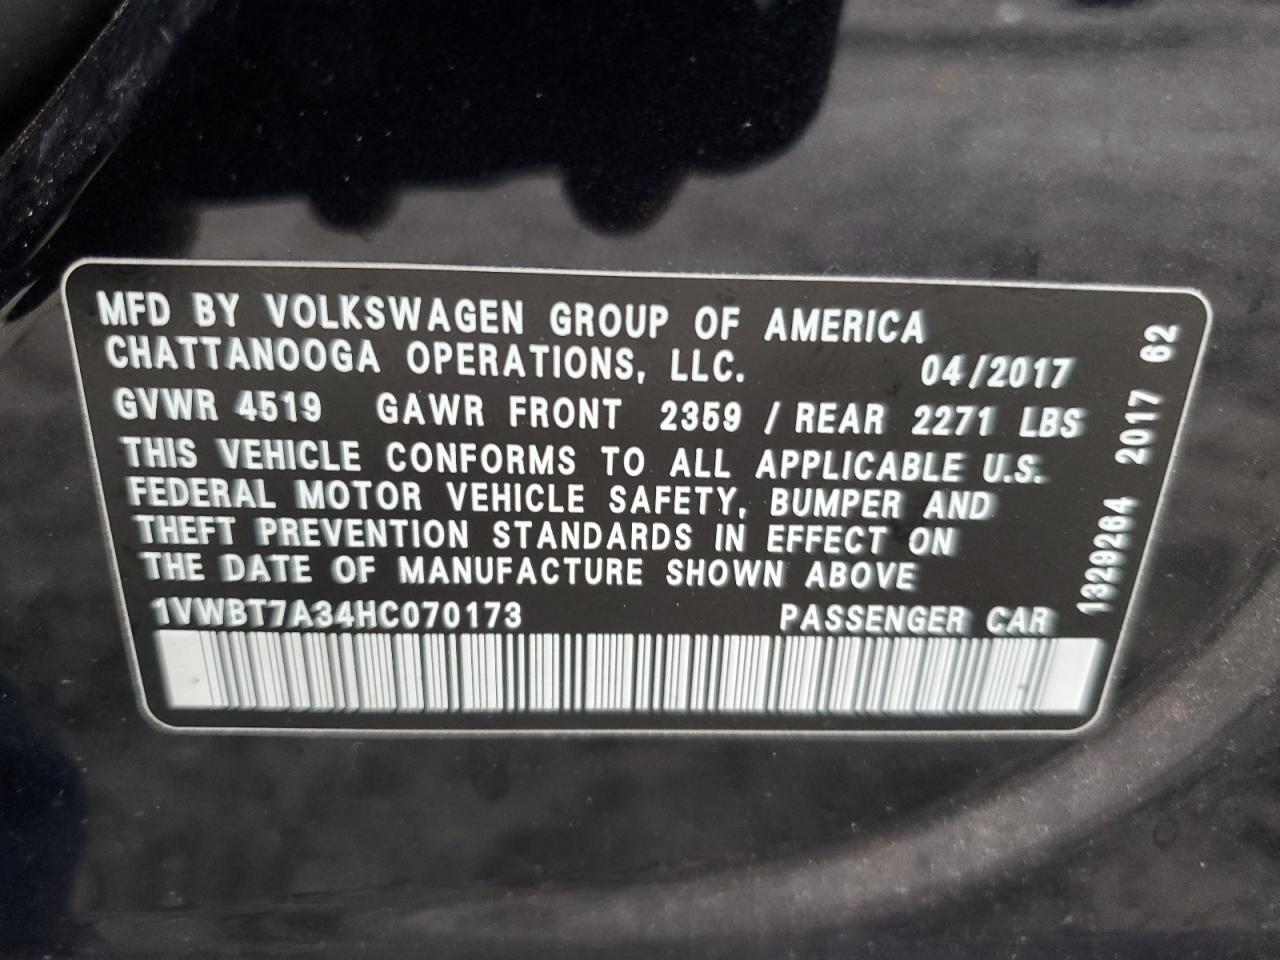 MFD BY VOLKSWAGEN GROUP OF AMERICA
CHATTANOOGA OPERATIONS, LLC. 04/2017
GVWR 4519 GAWR FRONT 2359 / REAR 2271 LBS
THIS VEHICLE CONFORMS TO ALL APPLICABLE U.S.
FEDERAL MOTOR VEHICLE SAFETY, BUMPER AND
THEFT PREVENTION STANDARDS IN EFFECT ON
THE DATE OF MANUFACTURE SHOWN ABOVE
1VWBT7A34HC070173 PASSENGER CAR
1329264 2017 62